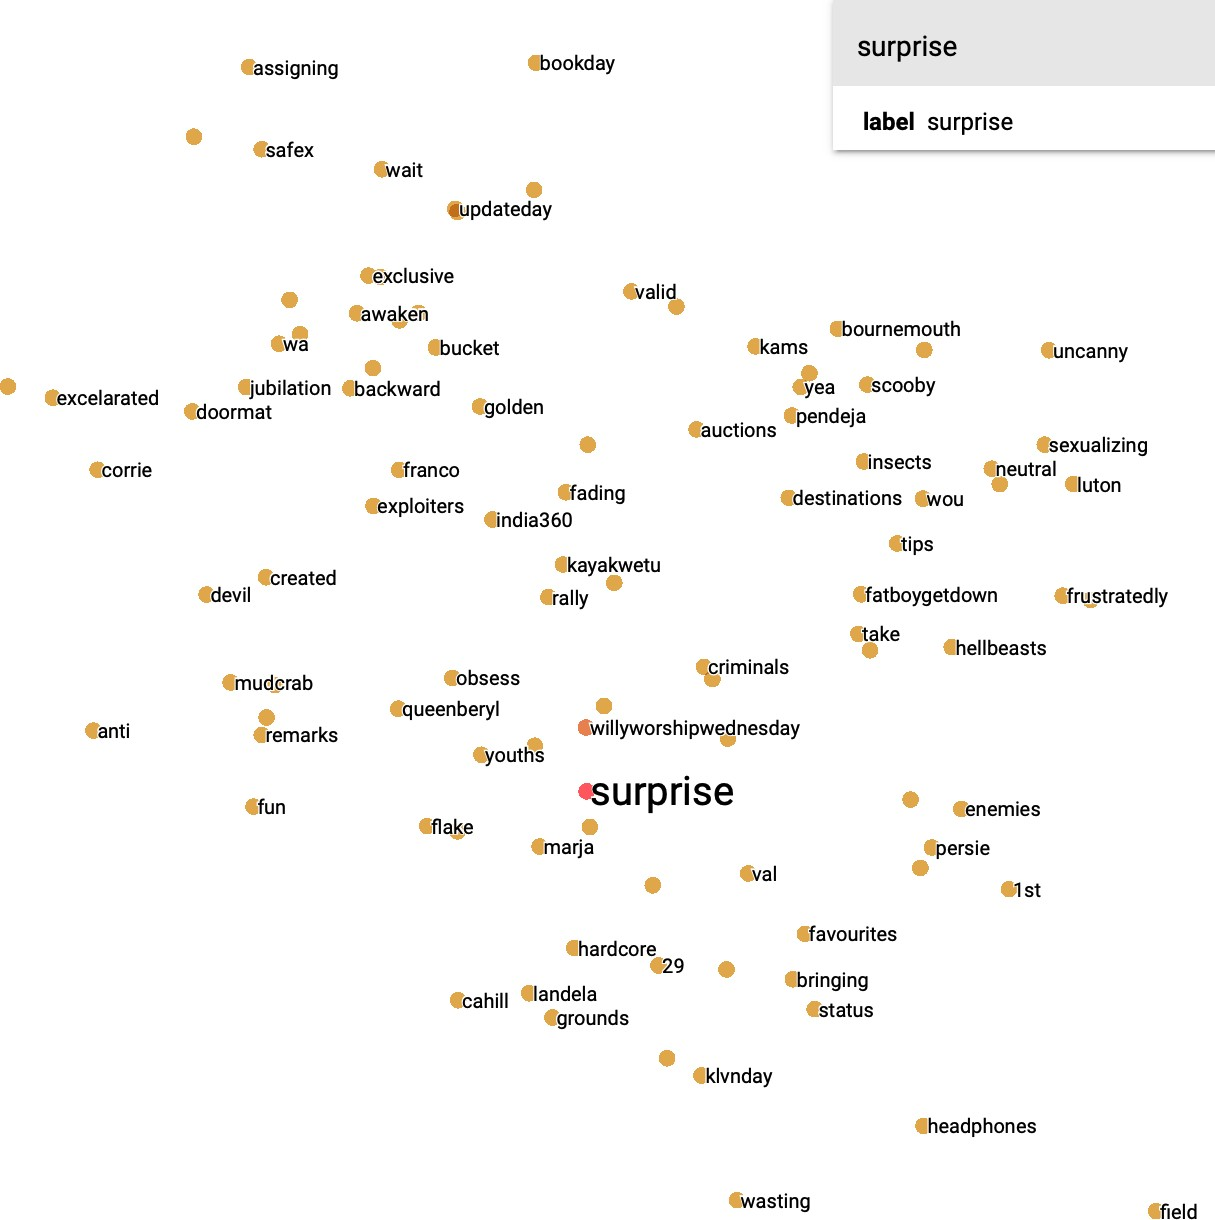 surprise
label surprise
assigning
bookday
safex
wait
updateday
exclusive
valid
awaken
bournemouth
wa
bucket
kams
uncanny
jubilation
backward
yea
scooby
excelarated
doormat
golden
pendeja
auctions
sexualizing
corrie
franco
insects
neutral
luton
fading
destinations
wou
exploiters
india360
tips
kayakwetu
created
devil
rally
fatboygetdown
frustratedly
take
hellbeasts
criminals
obsess
mudcrab
queenberyl
willyworshipwednesday
anti
remarks
youths
surprise
fun
enemies
flake
marja
persie
val
1st
favourites
hardcore
29
bringing
landela
cahill
status
grounds
klvnday
headphones
wasting
field